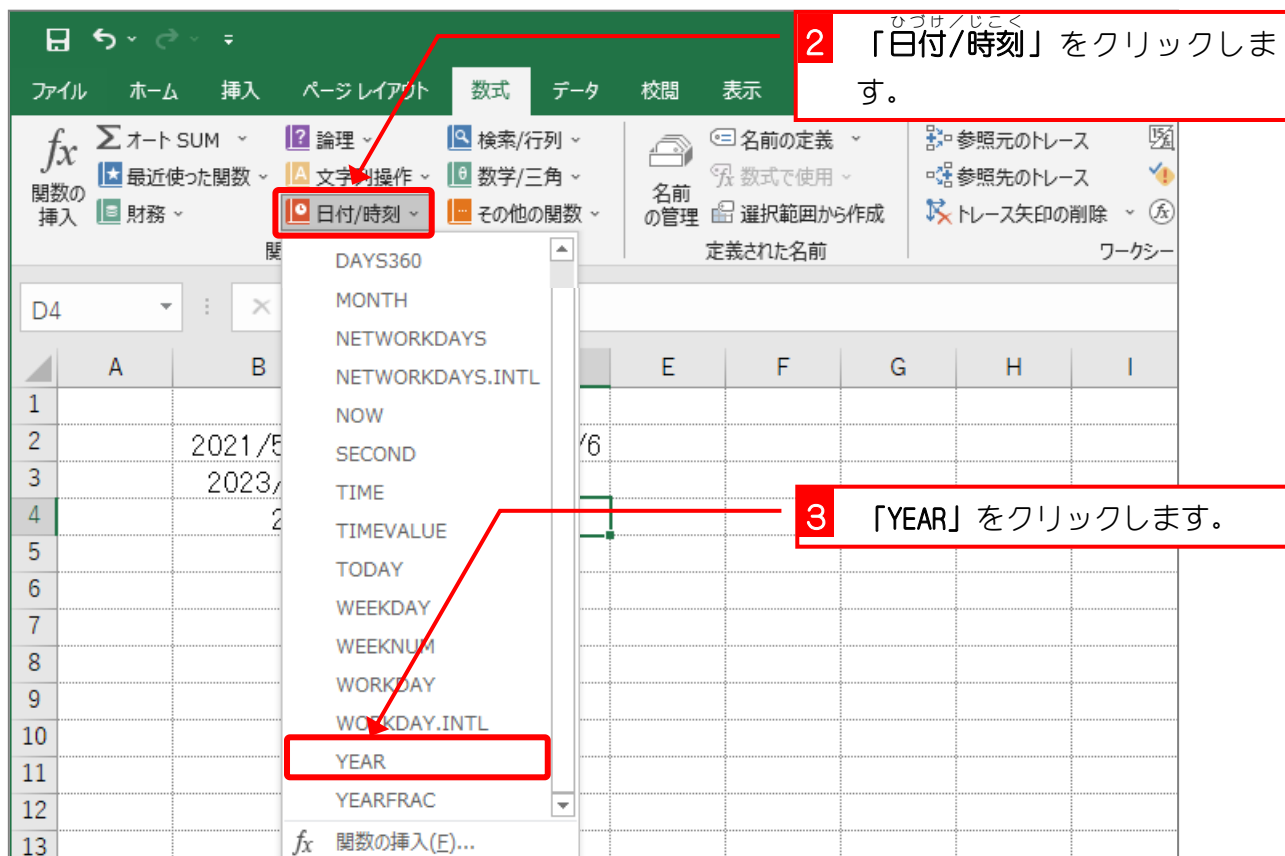 2
ひづけ/じこく
「日付/時刻」をクリックしま
す。
ファイル ホーム 挿入 ページ レイアウト 数式 データ 校閲 表示
fx
関数の
挿入
Σ オート SUM
最近使った関数
財務
論理
文字列操作
日付/時刻
検索/行列
数学/三角
その他の関数
関
名前
の管理
名前の定義
fx 数式で使用
選択範囲から作成
定義された名前
参照元のトレース
参照先のトレース
トレース矢印の削除
ワークシー
D4
DAYS360
MONTH
NETWORKDAYS
NETWORKDAYS.INTL
NOW
SECOND
TIME
TIMEVALUE
TODAY
WEEKDAY
WEEKNUM
WORKDAY
WORKDAY.INTL
YEAR
YEARFRAC
fx 関数の挿入(F)...
A B E F G H I
1
2 2021/5 /6
3 2023/
4 2
5
6
7
8
9
10
11
12
13
3 「YEAR」をクリックします。